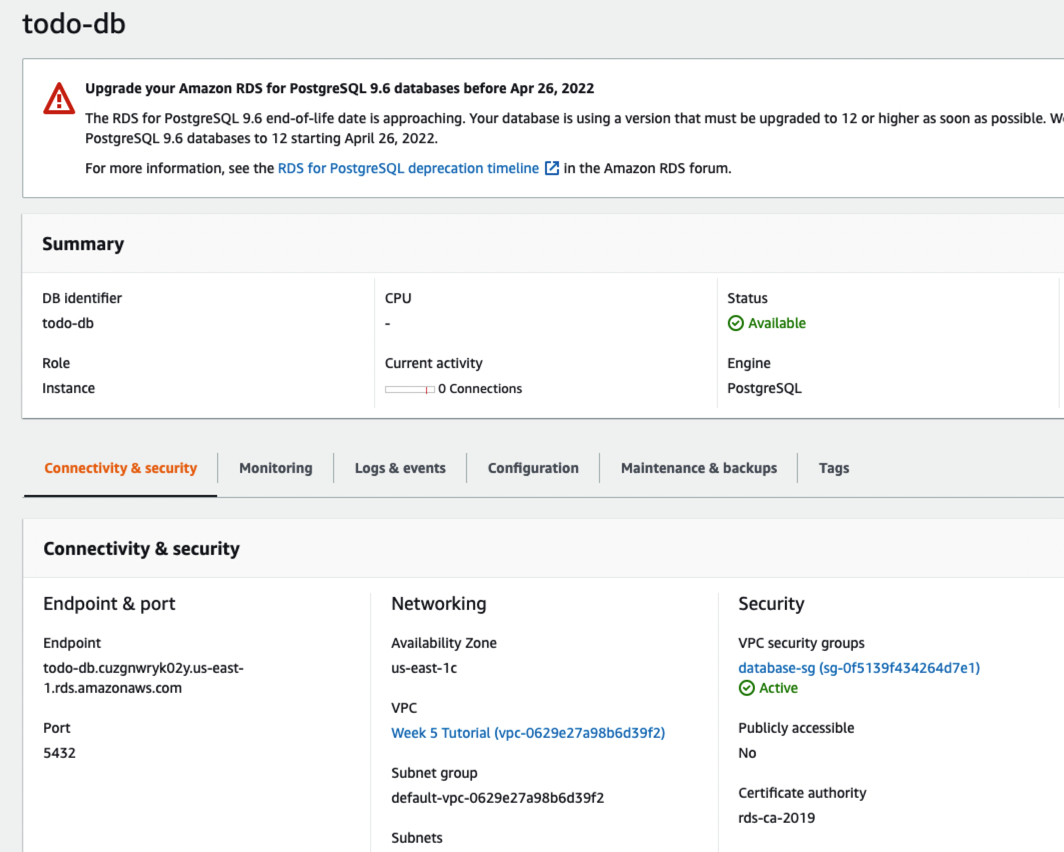 todo-db
Upgrade your Amazon RDS for PostgreSQL 9.6 databases before Apr 26, 2022
The RDS for PostgreSQL 9.6 end-of-life date is approaching. Your database is using a version that must be upgraded to 12 or higher as soon as possible.
PostgreSQL 9.6 databases to 12 starting April 26, 2022.
For more information, see the RDS for PostgreSQL deprecation timeline in the Amazon RDS forum.
Summary
DB identifier
todo-db
Role
Instance
CPU
-
Current activity
0 Connections
Status
Available
Engine
PostgreSQL
Connectivity & security
Monitoring
Logs & events
Configuration
Maintenance & backups
Tags
Connectivity & security
Endpoint & port
Endpoint
todo-db.cuzgnwryk02y.us-east-
1.rds.amazonaws.com
Port
5432
Networking
Availability Zone
us-east-1c
VPC
Week 5 Tutorial (vpc-0629e27a98b6d39f2)
Subnet group
default-vpc-0629e27a98b6d39f2
Subnets
Security
VPC security groups
database-sg (sg-0f5139f434264d7e1)
Active
Publicly accessible
No
Certificate authority
rds-ca-2019